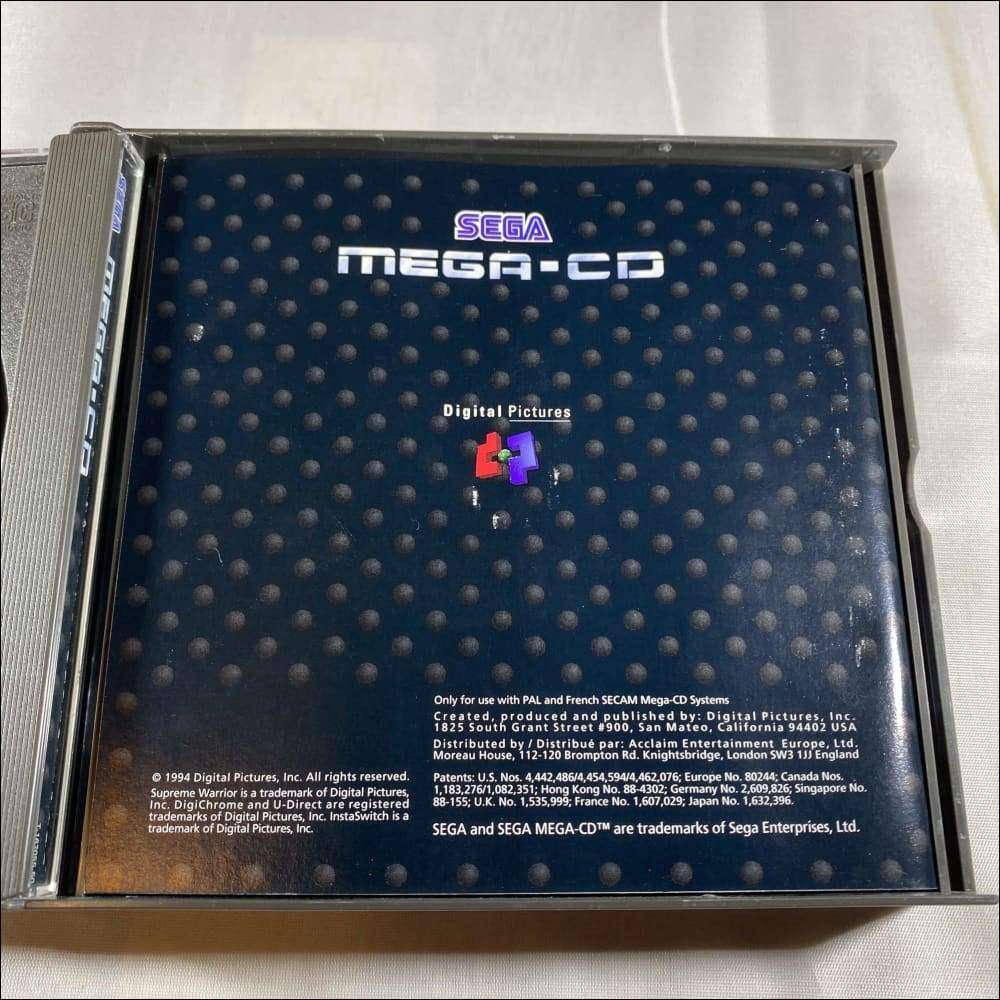 SEGA
MEGA-CD
SEGA
MEGA-CD
Digital Pictures
Only for use with PAL and French SECAM Mega-CD Systems
Created, produced and published by: Digital Pictures, Inc.
1825 South Grant Street #900, San Mateo, California 94402 USA
Distributed by / Distribué par: Acclaim Entertainment Europe, Ltd.
Moreau House, 112-120 Brompton Rd. Knightsbridge, London SW3 1JJ England
© 1994 Digital Pictures, Inc. All rights reserved.
Supreme Warrior is a trademark of Digital Pictures,
Inc. DigiChrome and U-Direct are registered
trademarks of Digital Pictures, Inc. InstaSwitch is a
trademark of Digital Pictures, Inc.
Patents: U.S. Nos. 4,442,486/4,454,594/4,462,076; Europe No. 80244; Canada Nos.
1,183,276/1,082,351; Hong Kong No. 88-4302; Germany No. 2,609,826; Singapore No.
88-155; U.K. No. 1,535,999; France No. 1,607,029; Japan No. 1,632,396.
SEGA and SEGA MEGA-CD™ are trademarks of Sega Enterprises, Ltd.